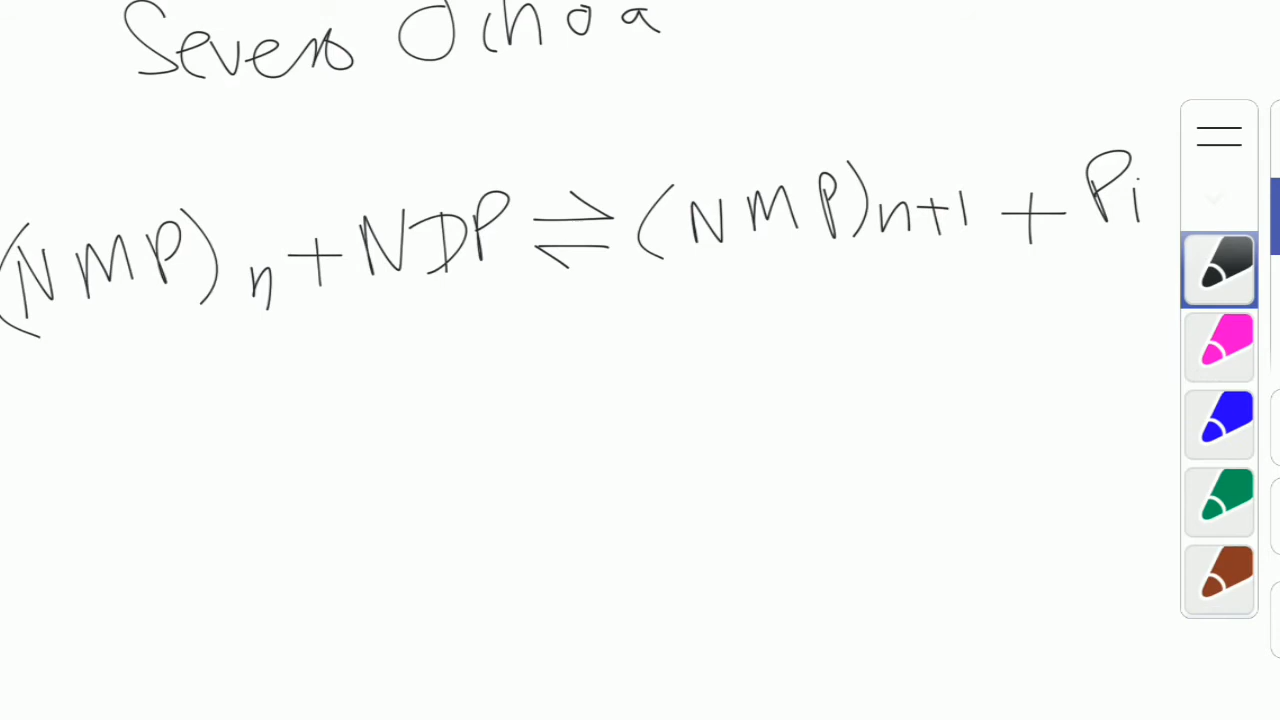 Severo Ochoa
(NMP)n + NDP ⇌ (NMP)n+1 + Pi